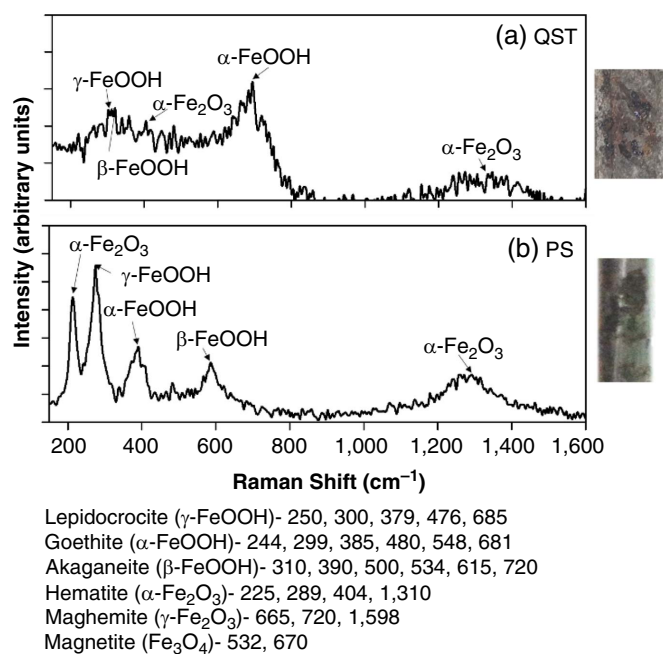 (a) QST
α-FeOOH
γ-FeOOH
α-Fe₂O₃
β-FeOOH
α-Fe₂O₃
Intensity (arbitrary units)
(b) PS
α-Fe₂O₃
γ-FeOOH
α-FeOOH
β-FeOOH
α-Fe₂O₃
200 400 600 800 1,000 1,200 1,400 1,600
Raman Shift (cm⁻¹)
Lepidocrocite (γ-FeOOH)- 250, 300, 379, 476, 685
Goethite (α-FeOOH)- 244, 299, 385, 480, 548, 681
Akaganeite (β-FeOOH)- 310, 390, 500, 534, 615, 720
Hematite (α-Fe₂O₃)- 225, 289, 404, 1,310
Maghemite (γ-Fe₂O₃)- 665, 720, 1,598
Magnetite (Fe₃O₄)- 532, 670